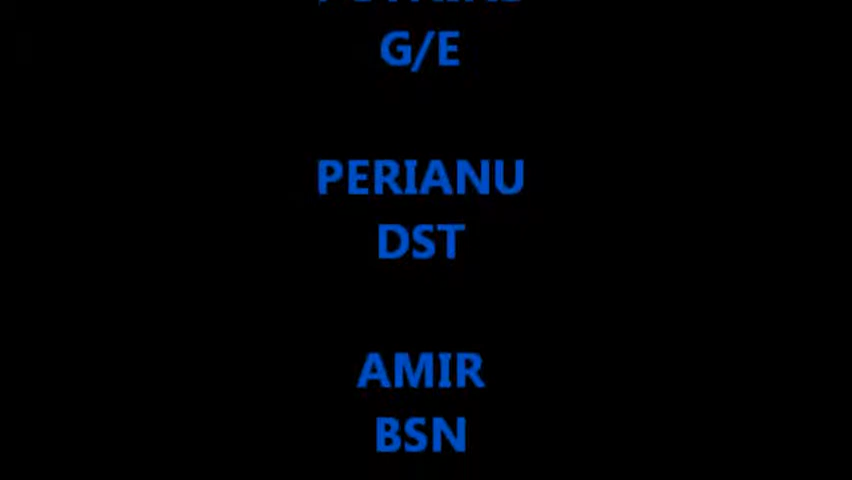 G/E
PERIANU
DST
AMIR
BSN